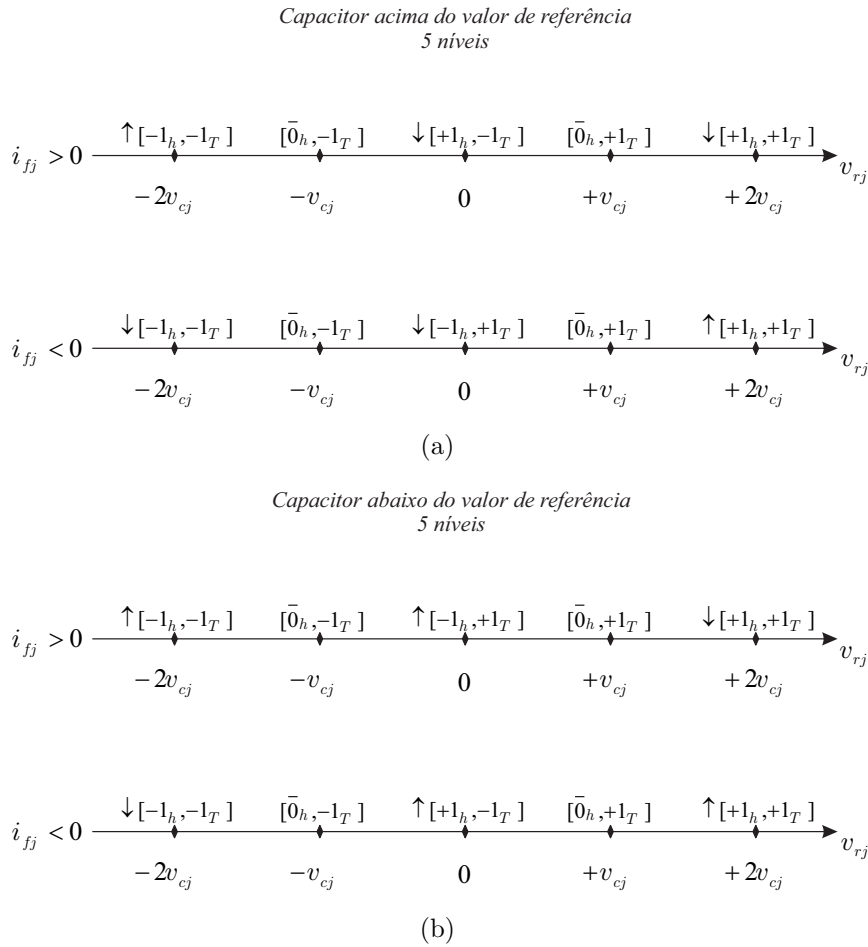 Capacitor acima do valor de referência
5 níveis
↑[−1h,−1T ] [0̄h,−1T ] ↓[+1h,−1T ] [0̄h,+1T ] ↓[+1h,+1T ]
ifj > 0 vrj
−2vcj −vcj 0 +vcj +2vcj
↓[−1h,−1T ] [0̄h,−1T ] ↓[−1h,+1T ] [0̄h,+1T ] ↑[+1h,+1T ]
ifj < 0 vrj
−2vcj −vcj 0 +vcj +2vcj
(a)
Capacitor abaixo do valor de referência
5 níveis
↑[−1h,−1T ] [0̄h,−1T ] ↑[−1h,+1T ] [0̄h,+1T ] ↓[+1h,+1T ]
ifj > 0 vrj
−2vcj −vcj 0 +vcj +2vcj
↓[−1h,−1T ] [0̄h,−1T ] ↑[+1h,−1T ] [0̄h,+1T ] ↑[+1h,+1T ]
ifj < 0 vrj
−2vcj −vcj 0 +vcj +2vcj
(b)